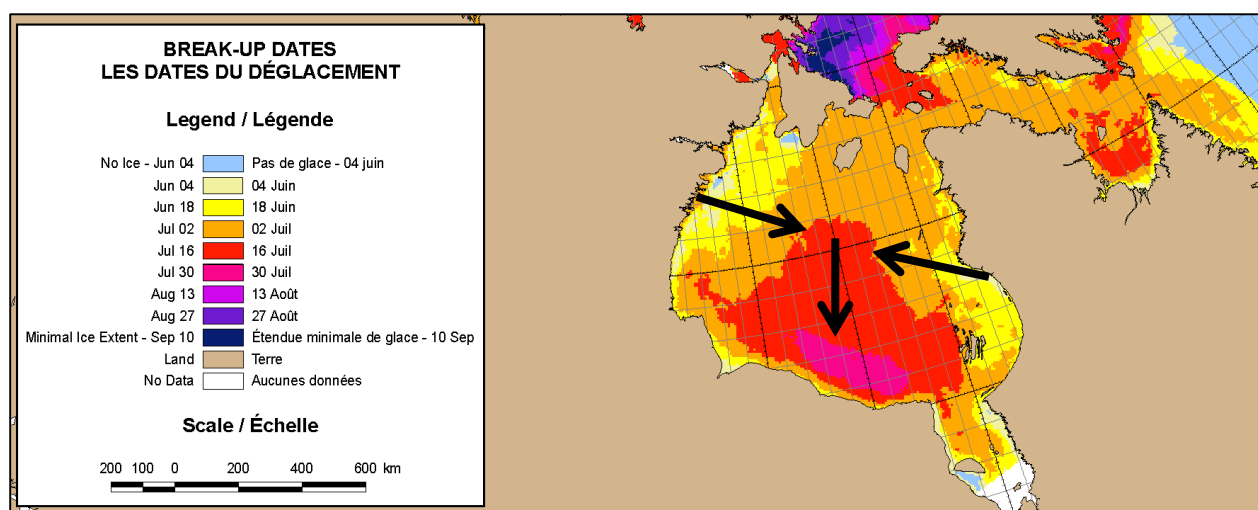 BREAK-UP DATES
LES DATES DU DÉGLACEMENT
Legend / Légende
No Ice - Jun 04 Pas de glace - 04 juin
Jun 04 04 Juin
Jun 18 18 Juin
Jul 02 02 Juil
Jul 16 16 Juil
Jul 30 30 Juil
Aug 13 13 Août
Aug 27 27 Août
Minimal Ice Extent - Sep 10 Étendue minimale de glace - 10 Sep
Land Terre
No Data Aucunes données
Scale / Échelle
200 100 0 200 400 600 km